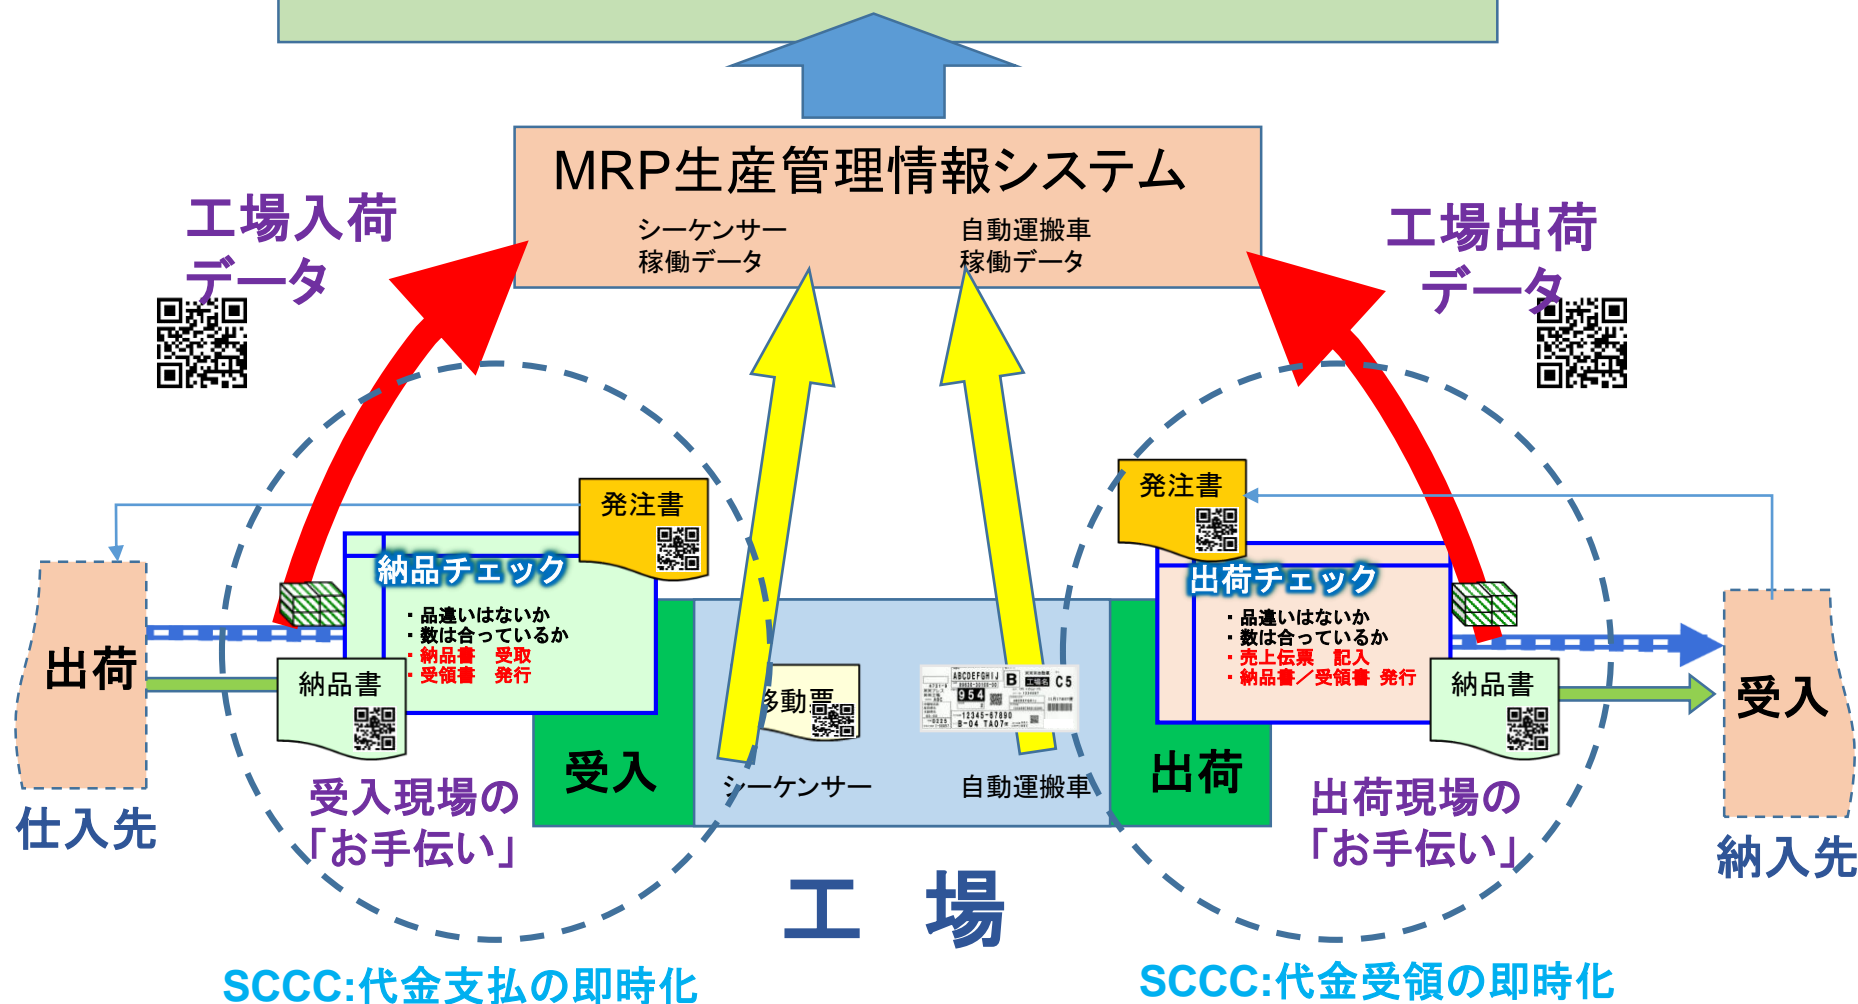 MRP生産管理情報システム
シーケンサー
稼働データ
自動運搬車
稼働データ
工場入荷
データ
工場出荷
データ
発注書
納品チェック
・品違いはないか
・数は合っているか
・納品書　受取
・受領書　発行
納品書
出荷
仕入先
受入
受入現場の
「お手伝い」
移動票
ABCDEFGHIJ
B
C5
954
12345-67890
B-04 TA07
シーケンサー
自動運搬車
発注書
出荷チェック
・品違いはないか
・数は合っているか
・売上伝票　記入
・納品書／受領書 発行
納品書
出荷
出荷現場の
「お手伝い」
受入
納入先
工　場
SCCC:代金支払の即時化
SCCC:代金受領の即時化